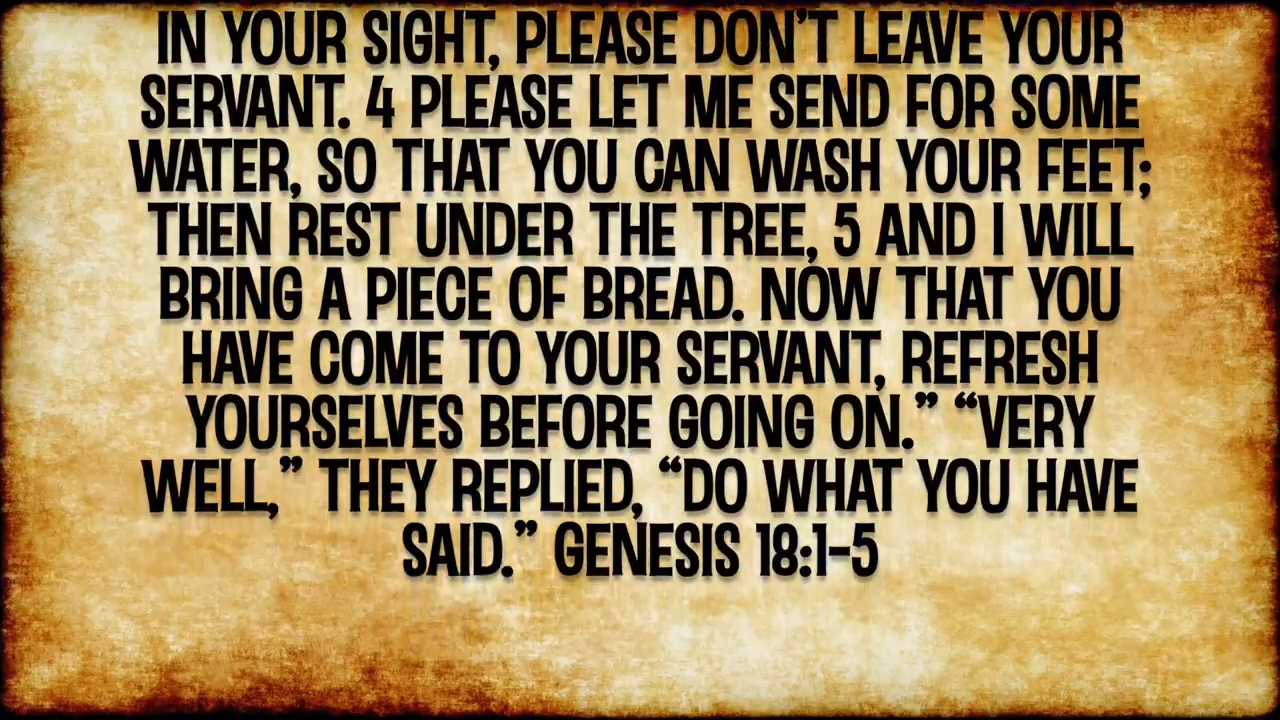 IN YOUR SIGHT, PLEASE DON’T LEAVE YOUR
SERVANT. 4 PLEASE LET ME SEND FOR SOME
WATER, SO THAT YOU CAN WASH YOUR FEET;
THEN REST UNDER THE TREE, 5 AND I WILL
BRING A PIECE OF BREAD. NOW THAT YOU
HAVE COME TO YOUR SERVANT, REFRESH
YOURSELVES BEFORE GOING ON.” “VERY
WELL,” THEY REPLIED, “DO WHAT YOU HAVE
SAID.” GENESIS 18:1-5